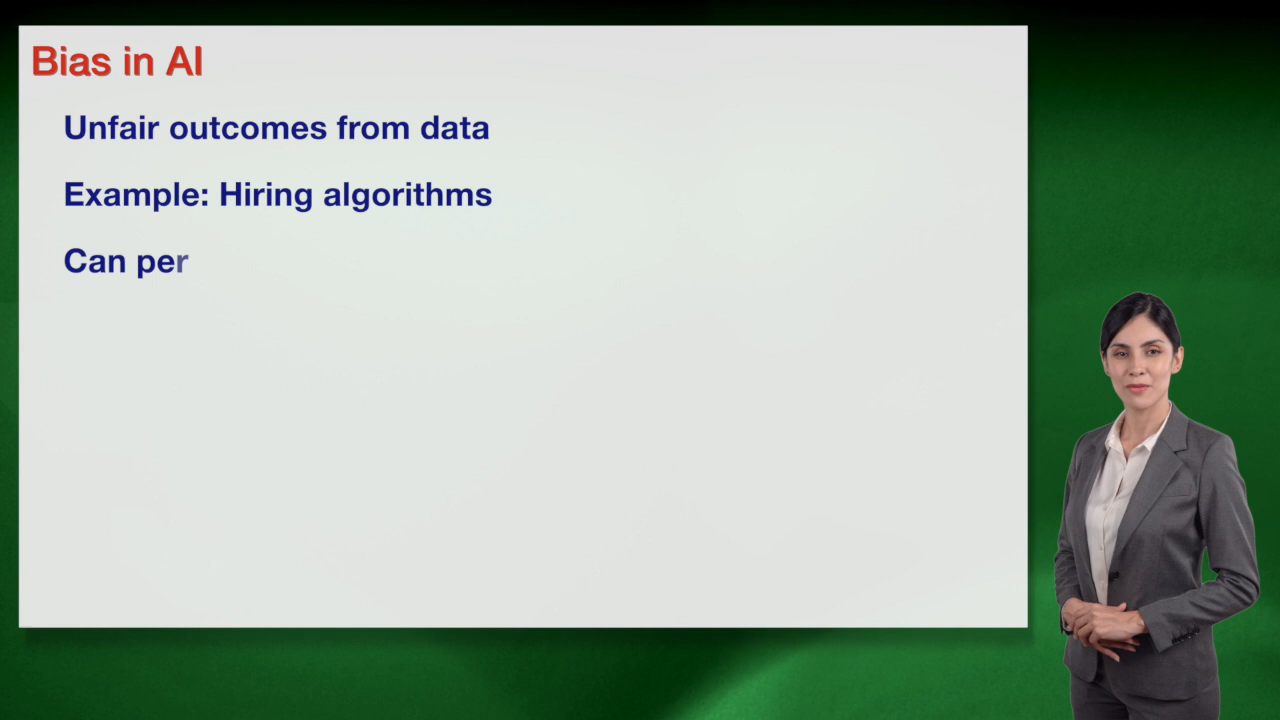 Bias in AI
Unfair outcomes from data
Example: Hiring algorithms
Can per